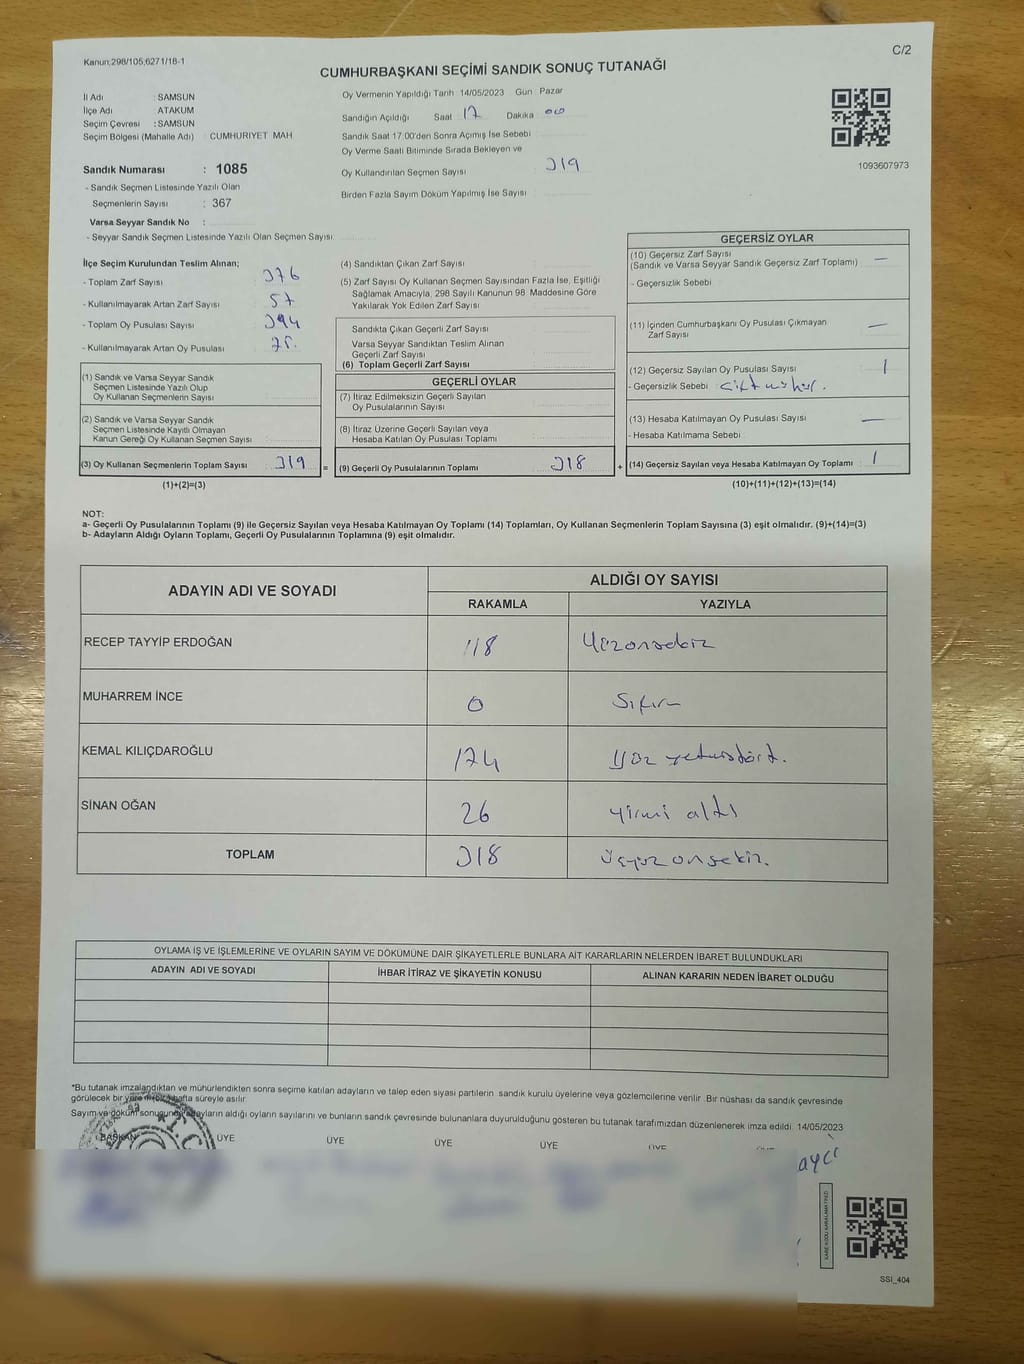 Kanun:298/105,6271/18-1
C/2
CUMHURBAŞKANI SEÇİMİ SANDIK SONUÇ TUTANAĞI
İl Adı : SAMSUN
İlçe Adı : ATAKUM
Seçim Çevresi : SAMSUN
Seçim Bölgesi (Mahalle Adı) : CUMHURIYET MAH
Sandık Numarası : 1085
- Sandık Seçmen Listesinde Yazılı Olan
Seçmenlerin Sayısı : 367
Varsa Seyyar Sandık No :
- Seyyar Sandık Seçmen Listesinde Yazılı Olan Seçmen Sayısı:
Oy Vermenin Yapıldığı Tarih : 14/05/2023 Gün : Pazar
Sandığın Açıldığı Saat 17 Dakika 00
Sandık Saat 17:00'den Sonra Açımış İse Sebebi
Oy Verme Saati Bitiminde Sırada Bekleyen ve
Oy Kullandırılan Seçmen Sayısı 319
Birden Fazla Sayım Döküm Yapılmış İse Sayısı
1093607973
İlçe Seçim Kurulundan Teslim Alınan;
- Toplam Zarf Sayısı 376
- Kullanılmayarak Artan Zarf Sayısı 57
- Toplam Oy Pusulası Sayısı 394
- Kullanılmayarak Artan Oy Pusulası 75.
(1) Sandık ve Varsa Seyyar Sandık
Seçmen Listesinde Yazılı Olup
Oy Kullanan Seçmenlerin Sayısı
(2) Sandık ve Varsa Seyyar Sandık
Seçmen Listesinde Kayıtlı Olmayan
Kanun Gereği Oy Kullanan Seçmen Sayısı
(3) Oy Kullanan Seçmenlerin Toplam Sayısı 319 =
(1)+(2)=(3)
(4) Sandıktan Çıkan Zarf Sayısı
(5) Zarf Sayısı Oy Kullanan Seçmen Sayısından Fazla İse, Eşitliği
Sağlamak Amacıyla, 298 Sayılı Kanunun 98. Maddesine Göre
Yakılarak Yok Edilen Zarf Sayısı
Sandıkta Çıkan Geçerli Zarf Sayısı
Varsa Seyyar Sandıktan Teslim Alınan
Geçerli Zarf Sayısı
(6) Toplam Geçerli Zarf Sayısı
GEÇERLİ OYLAR
(7) İtiraz Edilmeksizin Geçerli Sayılan
Oy Pusulalarının Sayısı
(8) İtiraz Üzerine Geçerli Sayılan veya
Hesaba Katılan Oy Pusulası Toplamı
(9) Geçerli Oy Pusulalarının Toplamı 318 +
GEÇERSİZ OYLAR
(10) Geçersiz Zarf Sayısı —
(Sandık ve Varsa Seyyar Sandık Geçersiz Zarf Toplamı)
- Geçersizlik Sebebi
(11) İçinden Cumhurbaşkanı Oy Pusulası Çıkmayan —
Zarf Sayısı
(12) Geçersiz Sayılan Oy Pusulası Sayısı 1
- Geçersizlik Sebebi çift mühür.
(13) Hesaba Katılmayan Oy Pusulası Sayısı —
- Hesaba Katılmama Sebebi
(14) Geçersiz Sayılan veya Hesaba Katılmayan Oy Toplamı 1
(10)+(11)+(12)+(13)=(14)
NOT:
a- Geçerli Oy Pusulalarının Toplamı (9) ile Geçersiz Sayılan veya Hesaba Katılmayan Oy Toplamı (14) Toplamları, Oy Kullanan Seçmenlerin Toplam Sayısına (3) eşit olmalıdır. (9)+(14)=(3)
b- Adayların Aldığı Oyların Toplamı, Geçerli Oy Pusulalarının Toplamına (9) eşit olmalıdır.
ADAYIN ADI VE SOYADI
ALDIĞI OY SAYISI
RAKAMLA YAZIYLA
RECEP TAYYİP ERDOĞAN 118 Yüzonsekiz
MUHARREM İNCE 0 Sıfır
KEMAL KILIÇDAROĞLU 174 yüz yetmişdört.
SİNAN OĞAN 26 yirmi altı
TOPLAM 318 üçyüz onsekiz.
OYLAMA İŞ VE İŞLEMLERİNE VE OYLARIN SAYIM VE DÖKÜMÜNE DAİR ŞİKAYETLERLE BUNLARA AİT KARARLARIN NELERDEN İBARET BULUNDUKLARI
ADAYIN ADI VE SOYADI İHBAR İTİRAZ VE ŞİKAYETİN KONUSU ALINAN KARARIN NEDEN İBARET OLDUĞU
*Bu tutanak imzalandıktan ve mühürlendikten sonra seçime katılan adayların ve talep eden siyasi partilerin sandık kurulu üyelerine veya gözlemcilerine verilir. Bir nüshası da sandık çevresinde
görülecek bir yere bir hafta süreyle asılır.
Sayım ve döküm sonucunu, adayların aldığı oyların sayılarını ve bunların sandık çevresinde bulunanlara duyurulduğunu gösteren bu tutanak tarafımızdan düzenlenerek imza edildi. 14/05/2023
BAŞKAN ÜYE ÜYE ÜYE ÜYE ÜYE
T.C.
SSI_404